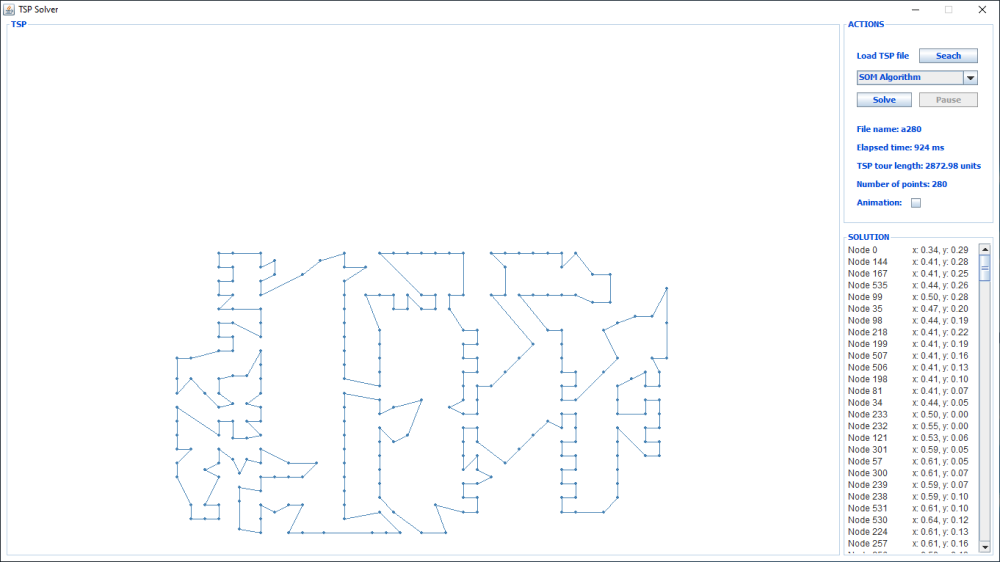 TSP Solver
TSP
ACTIONS
Load TSP file Seach
SOM Algorithm
Solve Pause
File name: a280
Elapsed time: 924 ms
TSP tour length: 2872.98 units
Number of points: 280
Animation:
SOLUTION
Node 0 x: 0.34, y: 0.29
Node 144 x: 0.41, y: 0.28
Node 167 x: 0.41, y: 0.25
Node 535 x: 0.44, y: 0.26
Node 99 x: 0.50, y: 0.28
Node 35 x: 0.47, y: 0.20
Node 98 x: 0.44, y: 0.19
Node 218 x: 0.41, y: 0.22
Node 199 x: 0.41, y: 0.19
Node 507 x: 0.41, y: 0.16
Node 506 x: 0.41, y: 0.13
Node 198 x: 0.41, y: 0.10
Node 81 x: 0.41, y: 0.07
Node 34 x: 0.44, y: 0.05
Node 233 x: 0.50, y: 0.00
Node 232 x: 0.55, y: 0.00
Node 121 x: 0.53, y: 0.06
Node 301 x: 0.59, y: 0.05
Node 57 x: 0.61, y: 0.05
Node 300 x: 0.61, y: 0.07
Node 239 x: 0.59, y: 0.07
Node 238 x: 0.59, y: 0.10
Node 531 x: 0.61, y: 0.10
Node 530 x: 0.64, y: 0.12
Node 224 x: 0.61, y: 0.13
Node 257 x: 0.61, y: 0.16